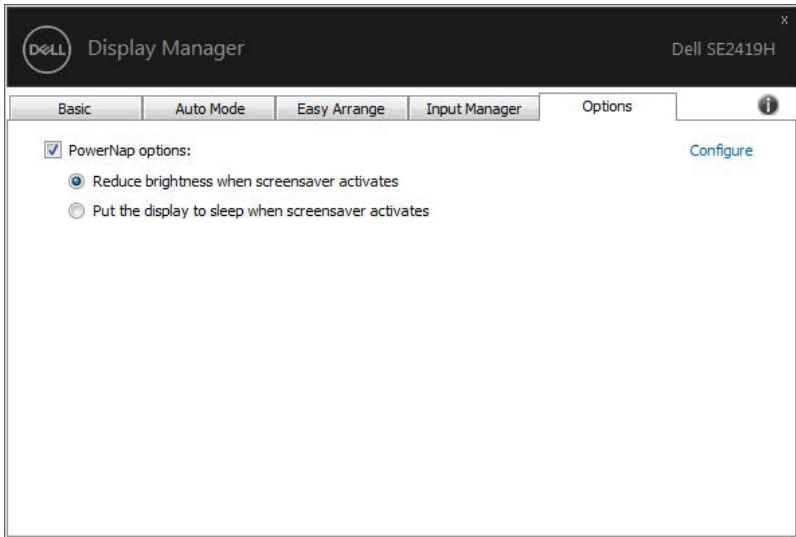 x
DELL Display Manager Dell SE2419H
Basic Auto Mode Easy Arrange Input Manager Options i
PowerNap options: Configure
Reduce brightness when screensaver activates
Put the display to sleep when screensaver activates